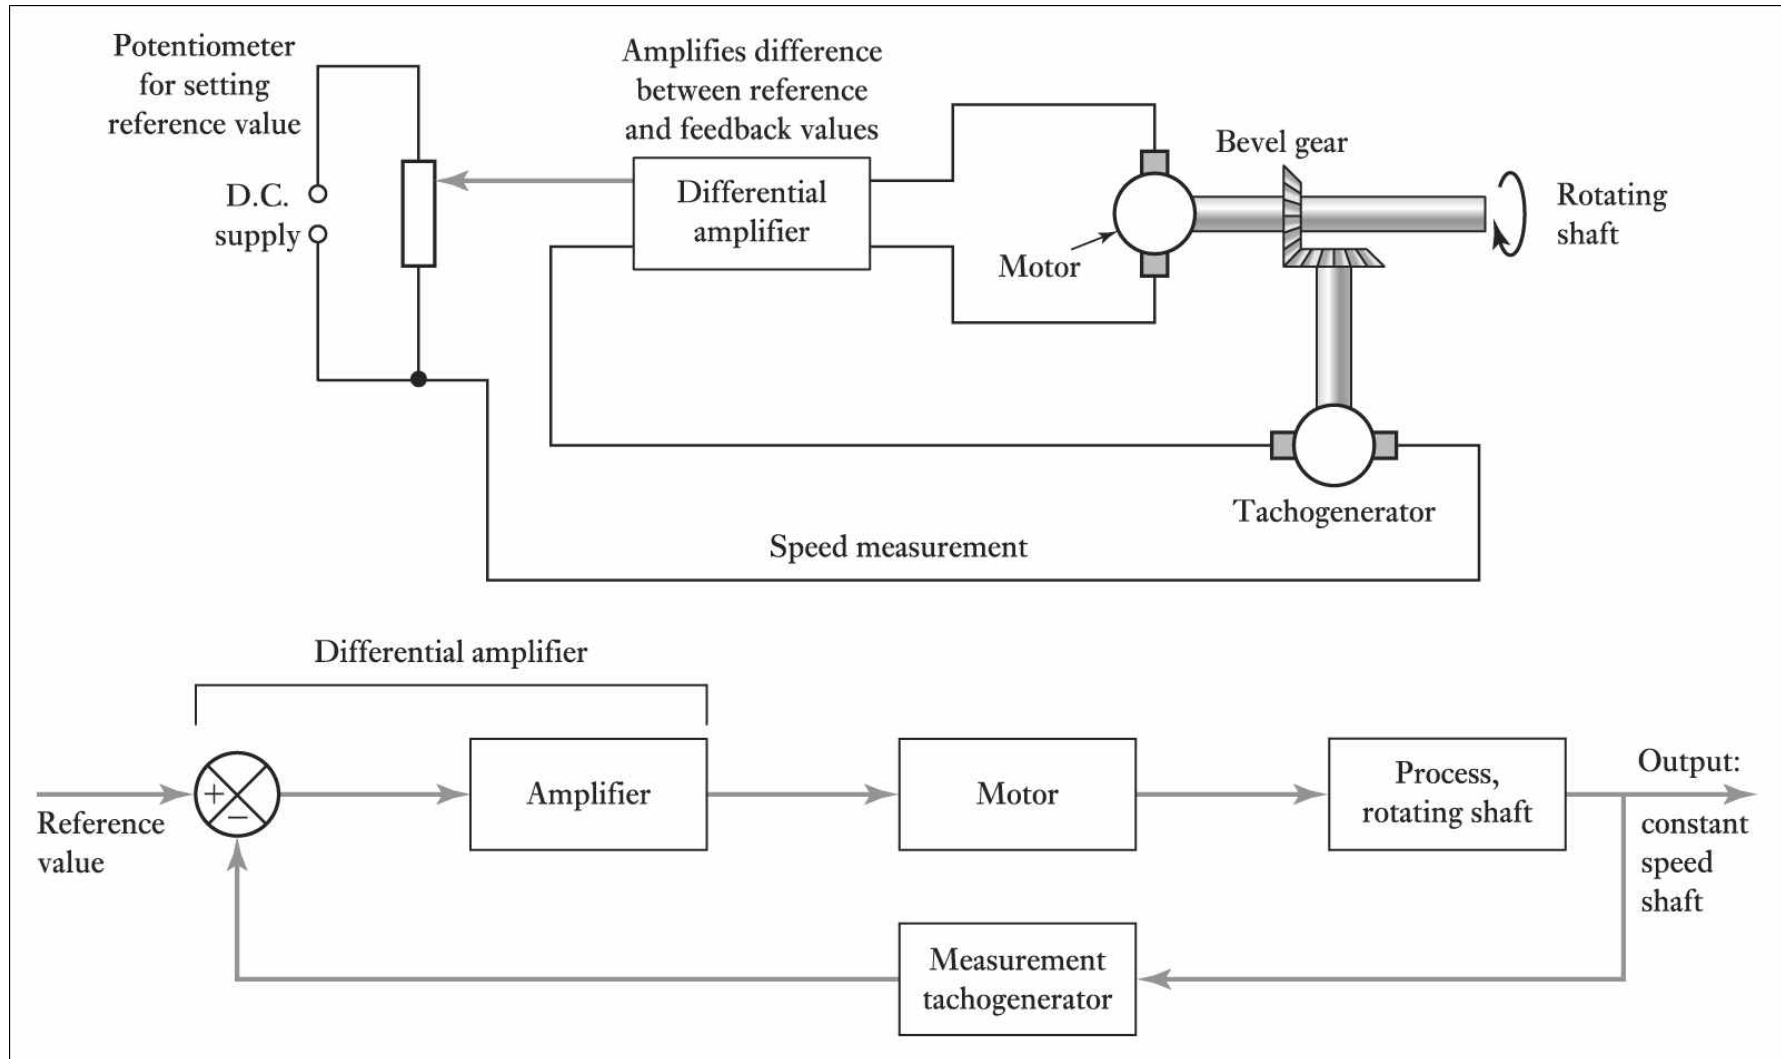 Potentiometer
for setting
reference value
D.C.
supply
Amplifies difference
between reference
and feedback values
Differential
amplifier
Motor
Bevel gear
Rotating
shaft
Tachogenerator
Speed measurement
Differential amplifier
Reference
value
+
−
Amplifier
Motor
Process,
rotating shaft
Output:
constant
speed
shaft
Measurement
tachogenerator